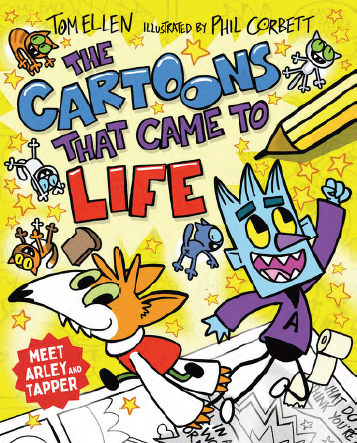 TOM ELLEN ILLUSTRATED BY PHIL CORBETT
THE
CARTOONS
THAT CAME TO
LIFE
MEET
ARLEY AND
TAPPER
A